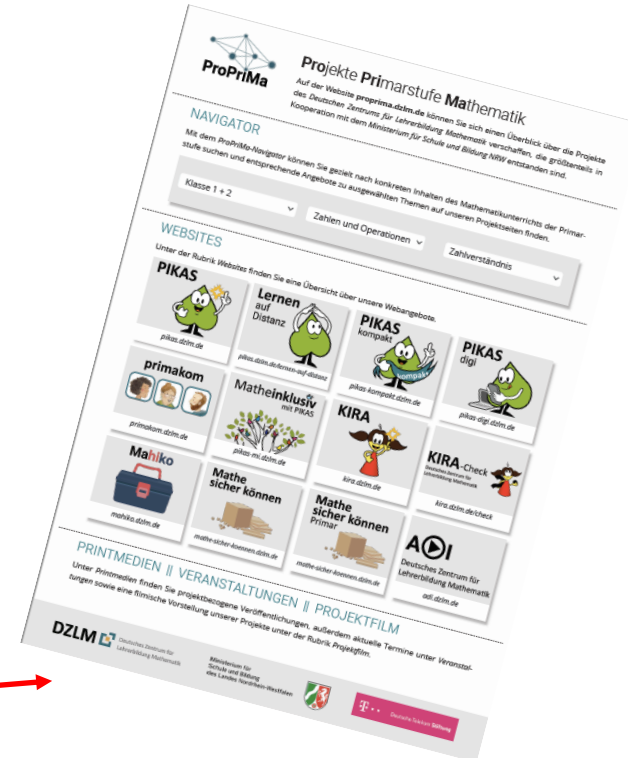 ProPriMa
Projekte Primarstufe Mathematik
Auf der Website proprima.dzlm.de können Sie sich einen Überblick über die Projekte
des Deutschen Zentrums für Lehrerbildung Mathematik verschaffen, die größtenteils in
Kooperation mit dem Ministerium für Schule und Bildung NRW entstanden sind.
NAVIGATOR
Mit dem ProPriMa-Navigator können Sie gezielt nach konkreten Inhalten des Mathematikunterrichts der Primar-
stufe suchen und entsprechende Angebote zu ausgewählten Themen auf unseren Projektseiten finden.
Klasse 1 + 2
Zahlen und Operationen
Zahlverständnis
WEBSITES
Unter der Rubrik Websites finden Sie eine Übersicht über unsere Webangebote.
PIKAS
pikas.dzlm.de
Lernen
auf
Distanz
pikas.dzlm.de/lernen-auf-distanz
PIKAS
kompakt
kompakt
pikas-kompakt.dzlm.de
PIKAS
digi
pikas-digi.dzlm.de
primakom
primakom.dzlm.de
Matheinklusiv
mit PIKAS
pikas-mi.dzlm.de
KIRA
kira.dzlm.de
KIRA-Check
Deutsches Zentrum für
Lehrerbildung Mathematik
kira.dzlm.de/check
Mahiko
mahiko.dzlm.de
Mathe
sicher können
mathe-sicher-koennen.dzlm.de
Mathe
sicher können
Primar
mathe-sicher-koennen.dzlm.de
ADI
Deutsches Zentrum für
Lehrerbildung Mathematik
adi.dzlm.de
PRINTMEDIEN || VERANSTALTUNGEN || PROJEKTFILM
Unter Printmedien finden Sie projektbezogene Veröffentlichungen, außerdem aktuelle Termine unter Veranstal-
tungen sowie eine filmische Vorstellung unserer Projekte unter der Rubrik Projektfilm.
DZLM
Deutsches Zentrum für
Lehrerbildung Mathematik
Ministerium für
Schule und Bildung
des Landes Nordrhein-Westfalen
T
Deutsche Telekom Stiftung